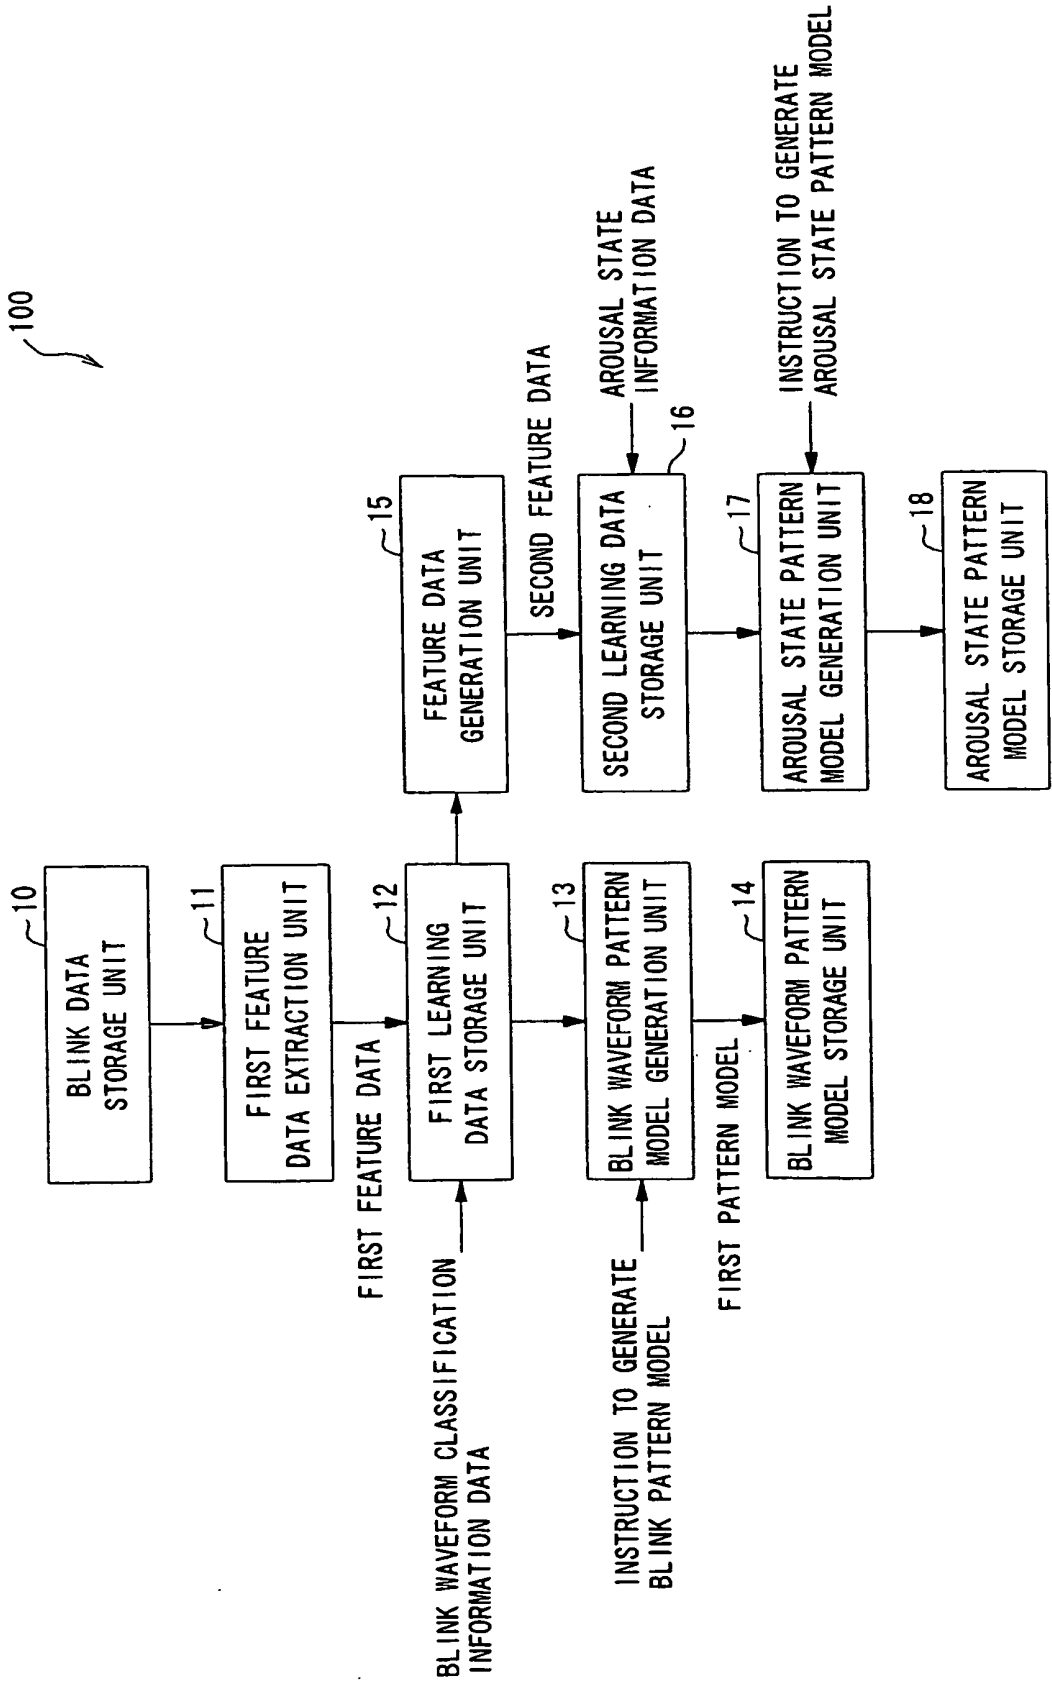 100
10
BLINK DATA
STORAGE UNIT
11
FIRST FEATURE
DATA EXTRACTION UNIT
FIRST FEATURE DATA
BLINK WAVEFORM CLASSIFICATION
INFORMATION DATA
12
FIRST LEARNING
DATA STORAGE UNIT
INSTRUCTION TO GENERATE
BLINK PATTERN MODEL
13
BLINK WAVEFORM PATTERN
MODEL GENERATION UNIT
FIRST PATTERN MODEL
14
BLINK WAVEFORM PATTERN
MODEL STORAGE UNIT
15
FEATURE DATA
GENERATION UNIT
SECOND FEATURE DATA
AROUSAL STATE
INFORMATION DATA
16
SECOND LEARNING DATA
STORAGE UNIT
INSTRUCTION TO GENERATE
AROUSAL STATE PATTERN MODEL
17
AROUSAL STATE PATTERN
MODEL GENERATION UNIT
18
AROUSAL STATE PATTERN
MODEL STORAGE UNIT